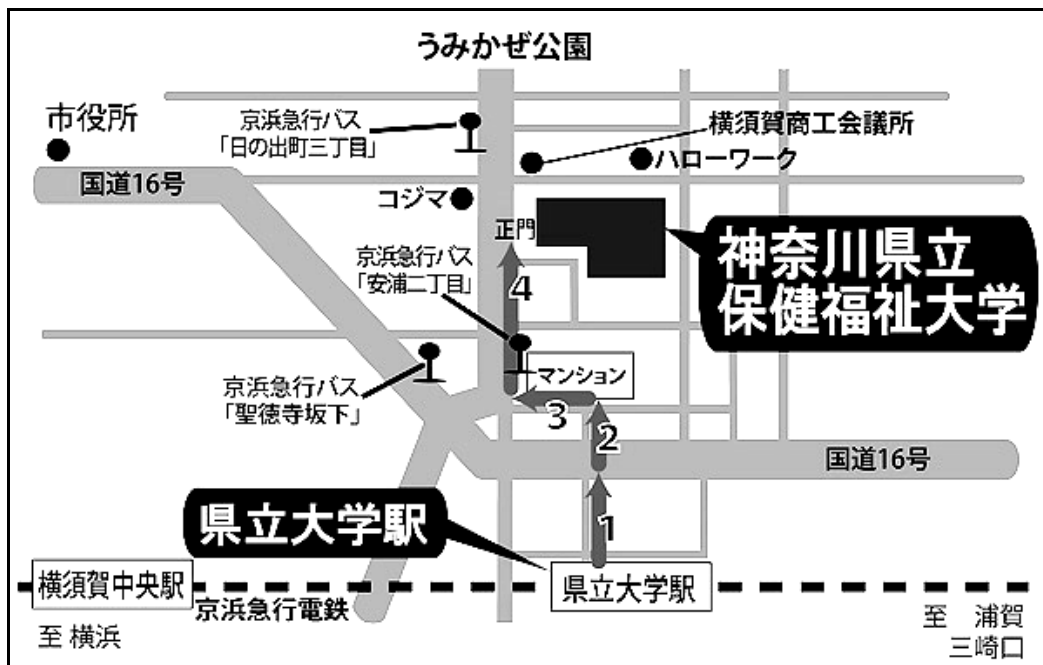 うみかぜ公園
市役所
京浜急行バス
「日の出町三丁目」
横須賀商工会議所
ハローワーク
国道16号
コジマ
正門
京浜急行バス
「安浦二丁目」
4
神奈川県立
保健福祉大学
マンション
京浜急行バス
「聖徳寺坂下」
3
2
国道16号
県立大学駅
1
横須賀中央駅
京浜急行電鉄
県立大学駅
至 横浜
至 浦賀
三崎口